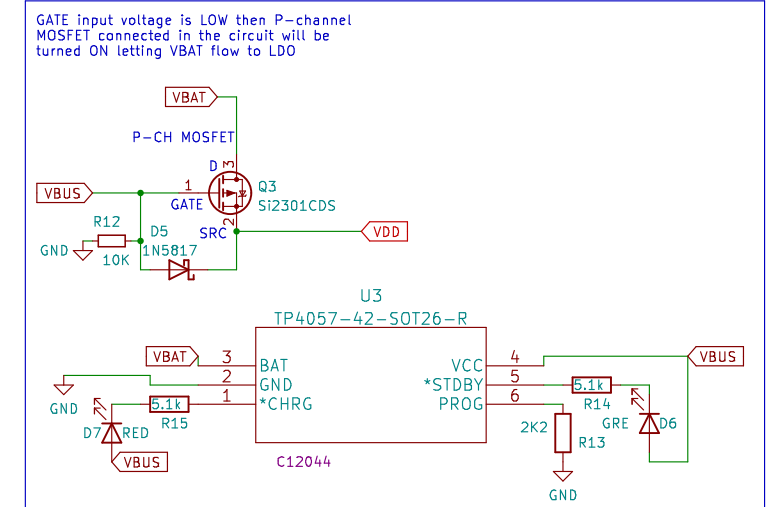 GATE input voltage is LOW then P-channel
MOSFET connected in the circuit will be
turned ON letting VBAT flow to LDO
VBAT
P-CH MOSFET
D 3
VBUS
1
GATE
Q3
Si2301CDS
2
SRC
VDD
R12
GND
10K
D5
1N5817
U3
TP4057-42-SOT26-R
VBAT
3
BAT
VCC
4
VBUS
2
GND
*STDBY
5
5.1k
R14
GND
5.1k
R15
1
*CHRG
PROG
6
D7
RED
VBUS
2K2
R13
GRE
D6
C12044
GND